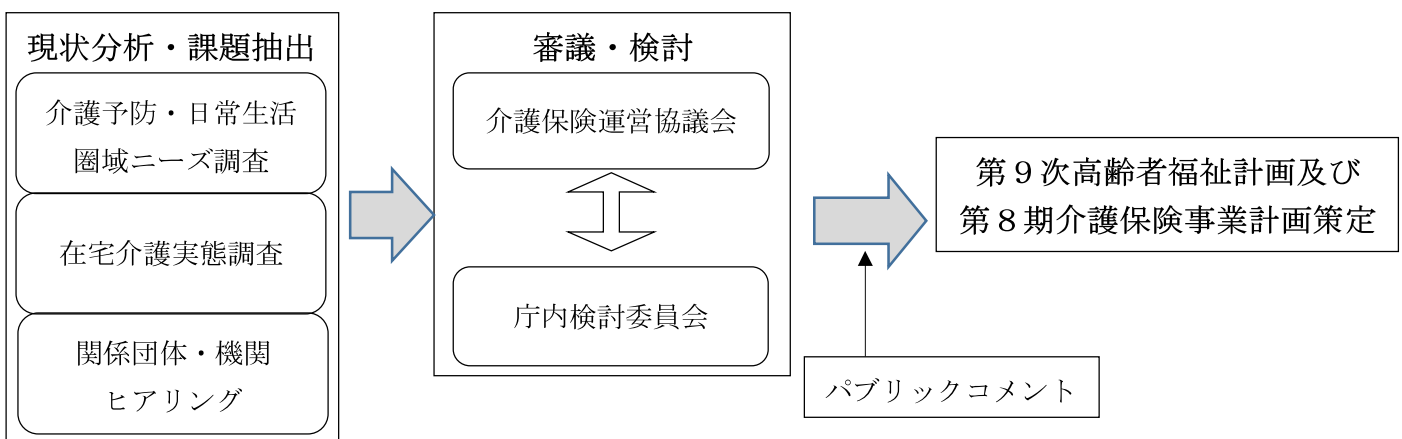 現状分析・課題抽出
介護予防・日常生活
圏域ニーズ調査
在宅介護実態調査
関係団体・機関
ヒアリング
審議・検討
介護保険運営協議会
庁内検討委員会
パブリックコメント
第９次高齢者福祉計画及び
第８期介護保険事業計画策定